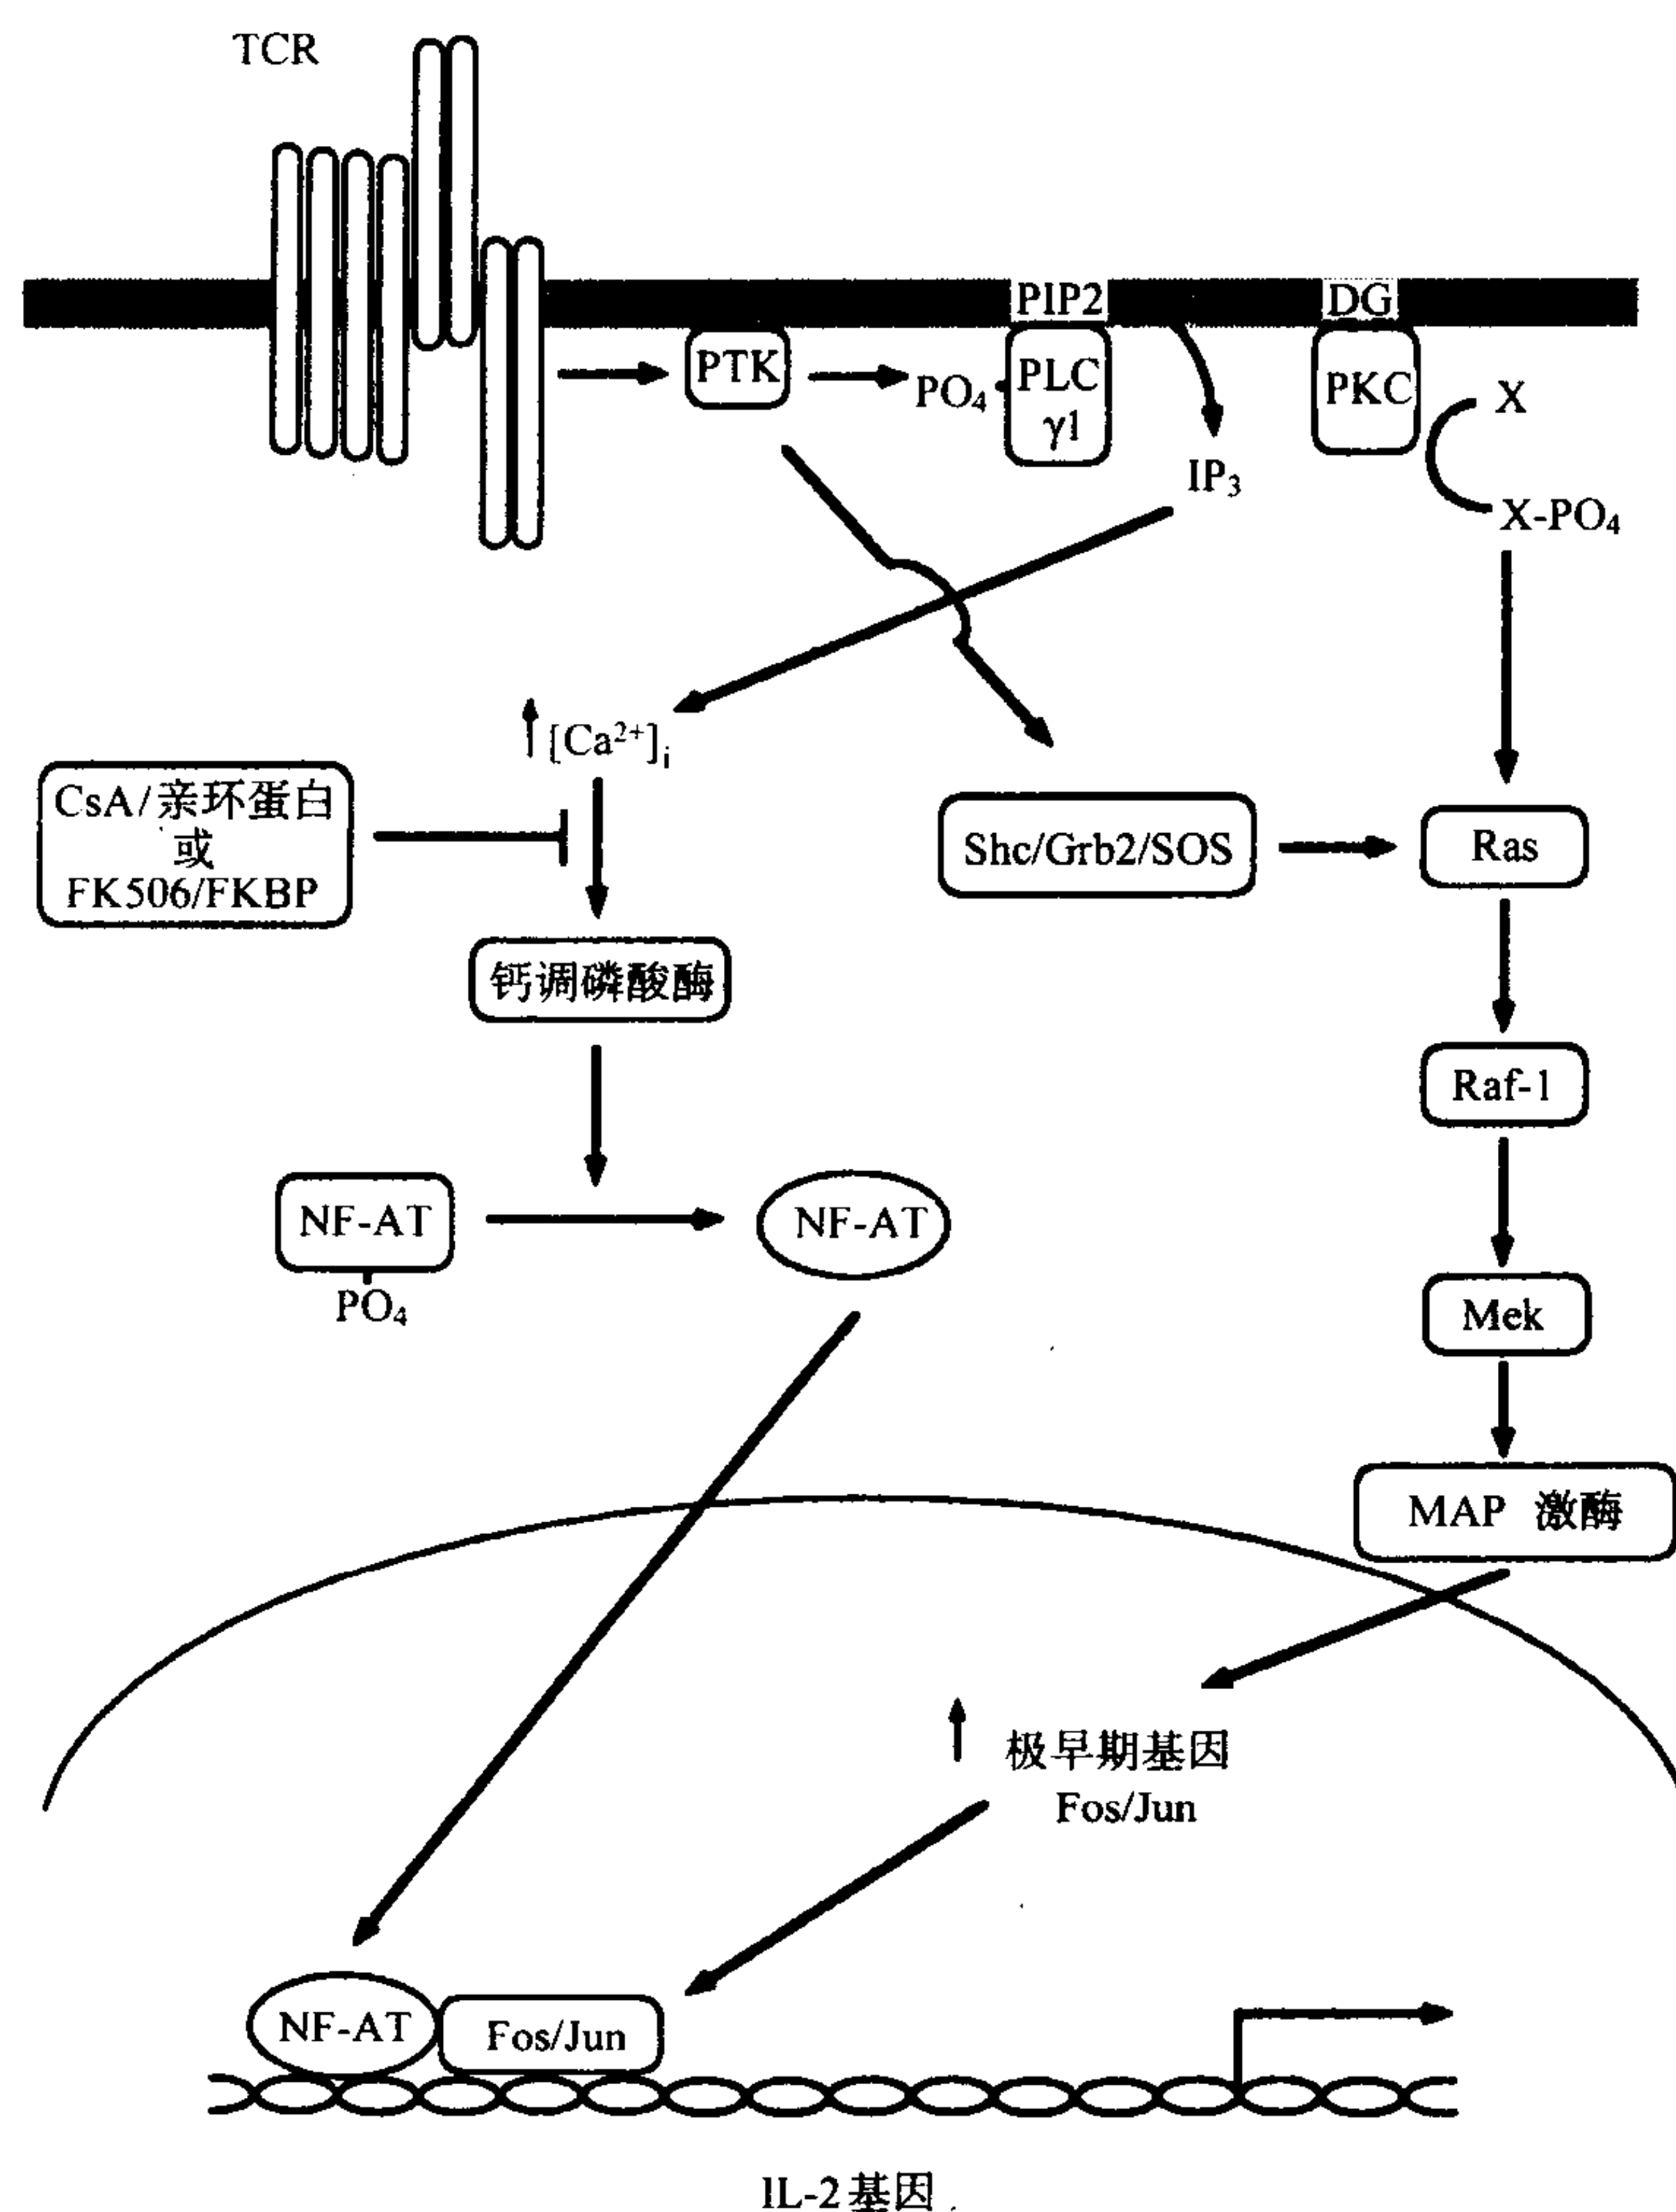 TCR
PIP2
DG
PTK
PO₄
PLC
γ1
PKC
X
IP₃
X-PO₄
[Ca²⁺]i
CsA/亲环蛋白
或
FK506/FKBP
Shc/Grb2/SOS
Ras
钙调磷酸酶
Raf-1
NF-AT
NF-AT
PO₄
Mek
MAP 激酶
极早期基因
Fos/Jun
NF-AT
Fos/Jun
IL-2基因